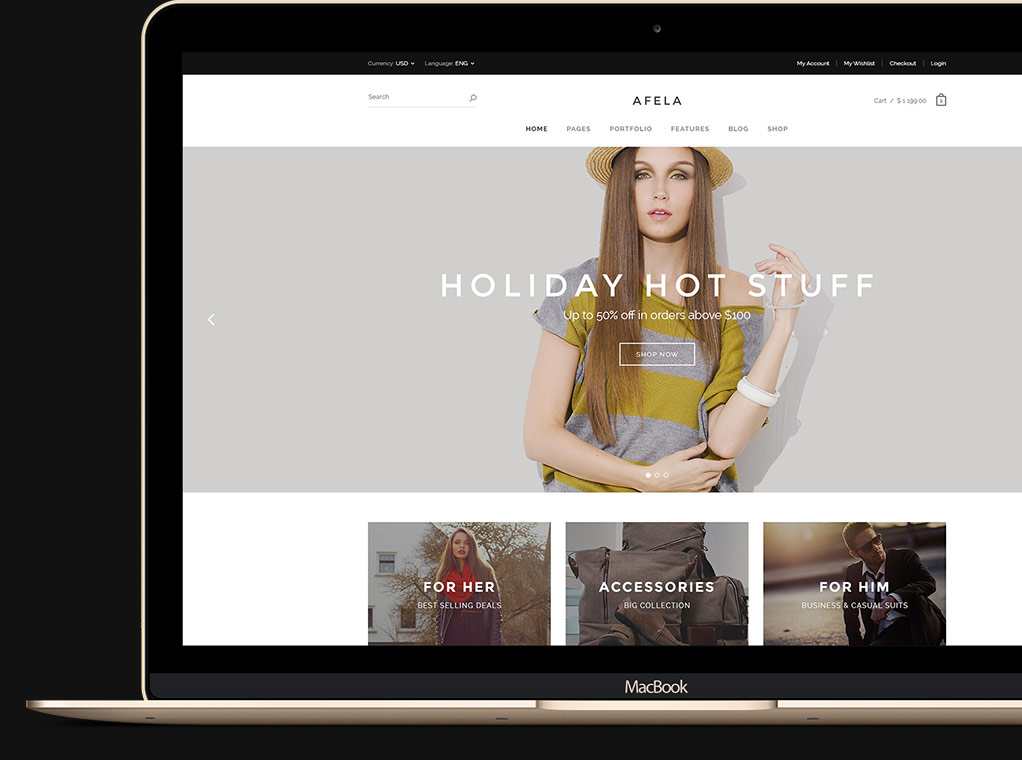 Currency: USD Language: ENG My Account My Wishlist Checkout Login
Search
AFELA
Cart / $ 1 199.00 3
HOME PAGES PORTFOLIO FEATURES BLOG SHOP
HOLIDAY HOT STUFF
Up to 50% off in orders above $100
SHOP NOW
FOR HER ACCESSORIES FOR HIM
BEST SELLING DEALS BIG COLLECTION BUSINESS & CASUAL SUITS
MacBook